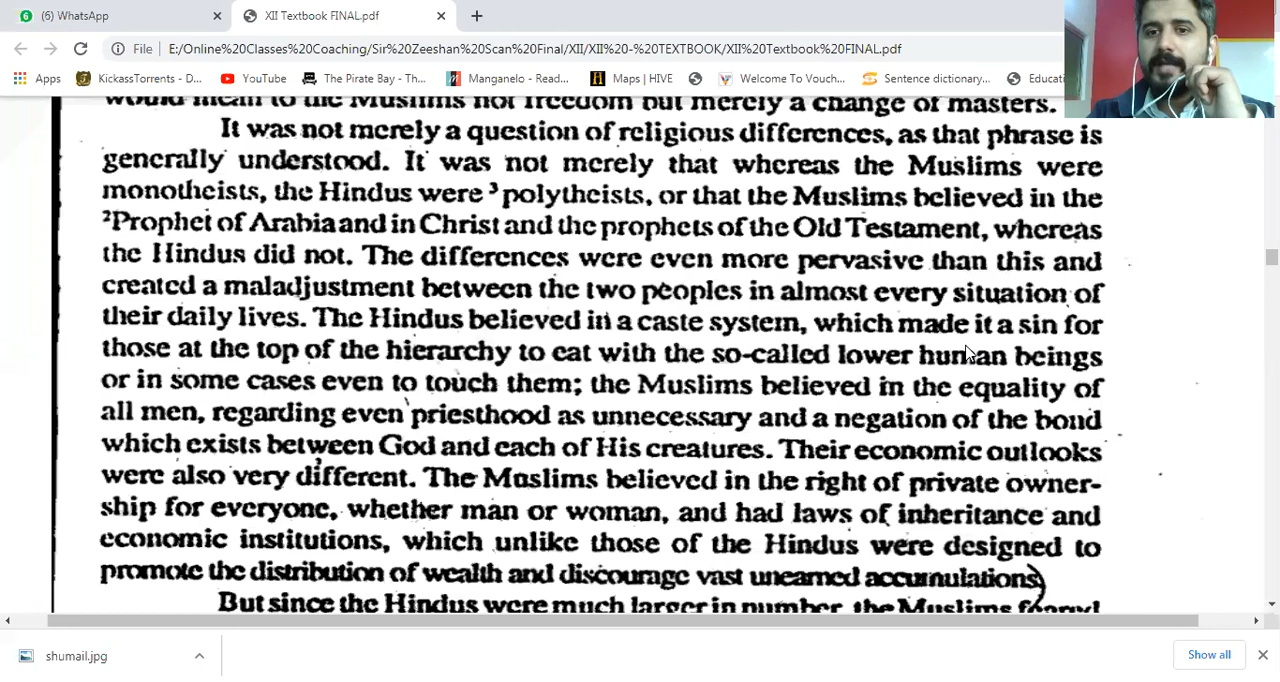 6 (6) WhatsApp × XII Textbook FINAL.pdf × +
File E:/Online%20Classes%20Coaching/Sir%20Zeeshan%20Scan%20Final/XII/XII%20-%20TEXTBOOK/XII%20Textbook%20FINAL.pdf
Apps KickassTorrents - D... YouTube The Pirate Bay - Th... Manganelo - Read... Maps | HIVE Welcome To Vouch... Sentence dictionary... Educati
would mean to the Muslims not freedom but merely a change of masters.
It was not merely a question of religious differences, as that phrase is
generally understood. It was not merely that whereas the Muslims were
monotheists, the Hindus were ³polytheists, or that the Muslims believed in the
²Prophet of Arabia and in Christ and the prophets of the Old Testament, whereas
the Hindus did not. The differences were even more pervasive than this and
created a maladjustment between the two peoples in almost every situation of
their daily lives. The Hindus believed in a caste system, which made it a sin for
those at the top of the hierarchy to eat with the so-called lower human beings
or in some cases even to touch them; the Muslims believed in the equality of
all men, regarding even priesthood as unnecessary and a negation of the bond
which exists between God and each of His creatures. Their economic outlooks
were also very different. The Muslims believed in the right of private owner-
ship for everyone, whether man or woman, and had laws of inheritance and
economic institutions, which unlike those of the Hindus were designed to
promote the distribution of wealth and discourage vast unearned accumulations)
But since the Hindus were much larger in number, the Muslims feared
shumail.jpg
Show all